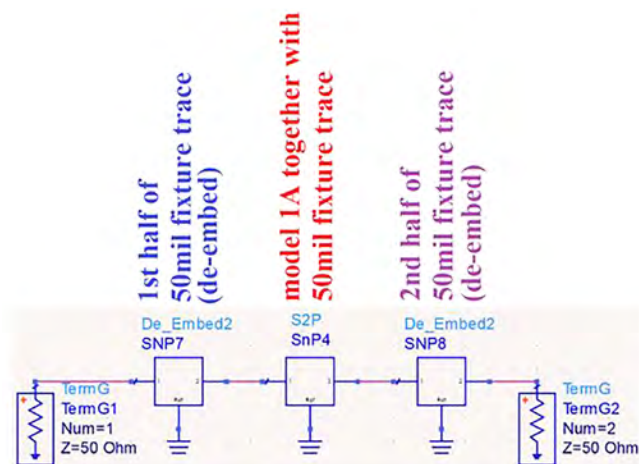 1st half of
50mil fixture trace
(de-embed)
model 1A together with
50mil fixture trace
2nd half of
50mil fixture trace
(de-embed)
De_Embed2
SNP7
S2P
SnP4
De_Embed2
SNP8
1
2
Ref
1
2
Ref
1
2
Ref
+
TermG
TermG1
Num=1
Z=50 Ohm
+
TermG
TermG2
Num=2
Z=50 Ohm